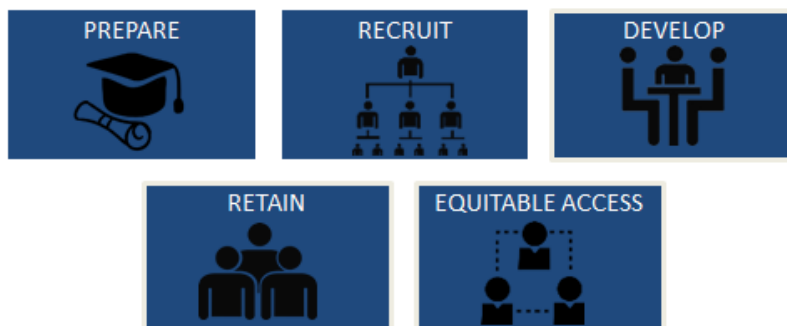 PREPARE
RECRUIT
DEVELOP
RETAIN
EQUITABLE ACCESS